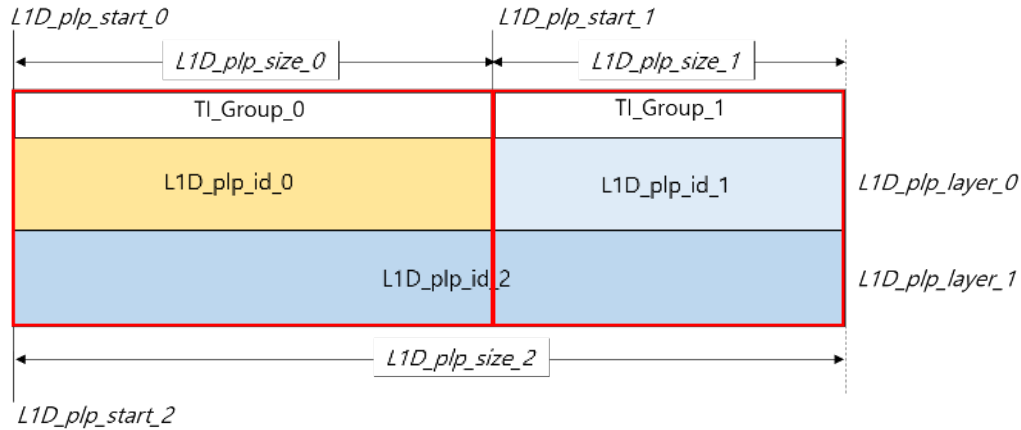 L1D_plp_start_0
L1D_plp_start_1
L1D_plp_size_0
L1D_plp_size_1
TI_Group_0
TI_Group_1
L1D_plp_id_0
L1D_plp_id_1
L1D_plp_layer_0
L1D_plp_id_2
L1D_plp_layer_1
L1D_plp_size_2
L1D_plp_start_2